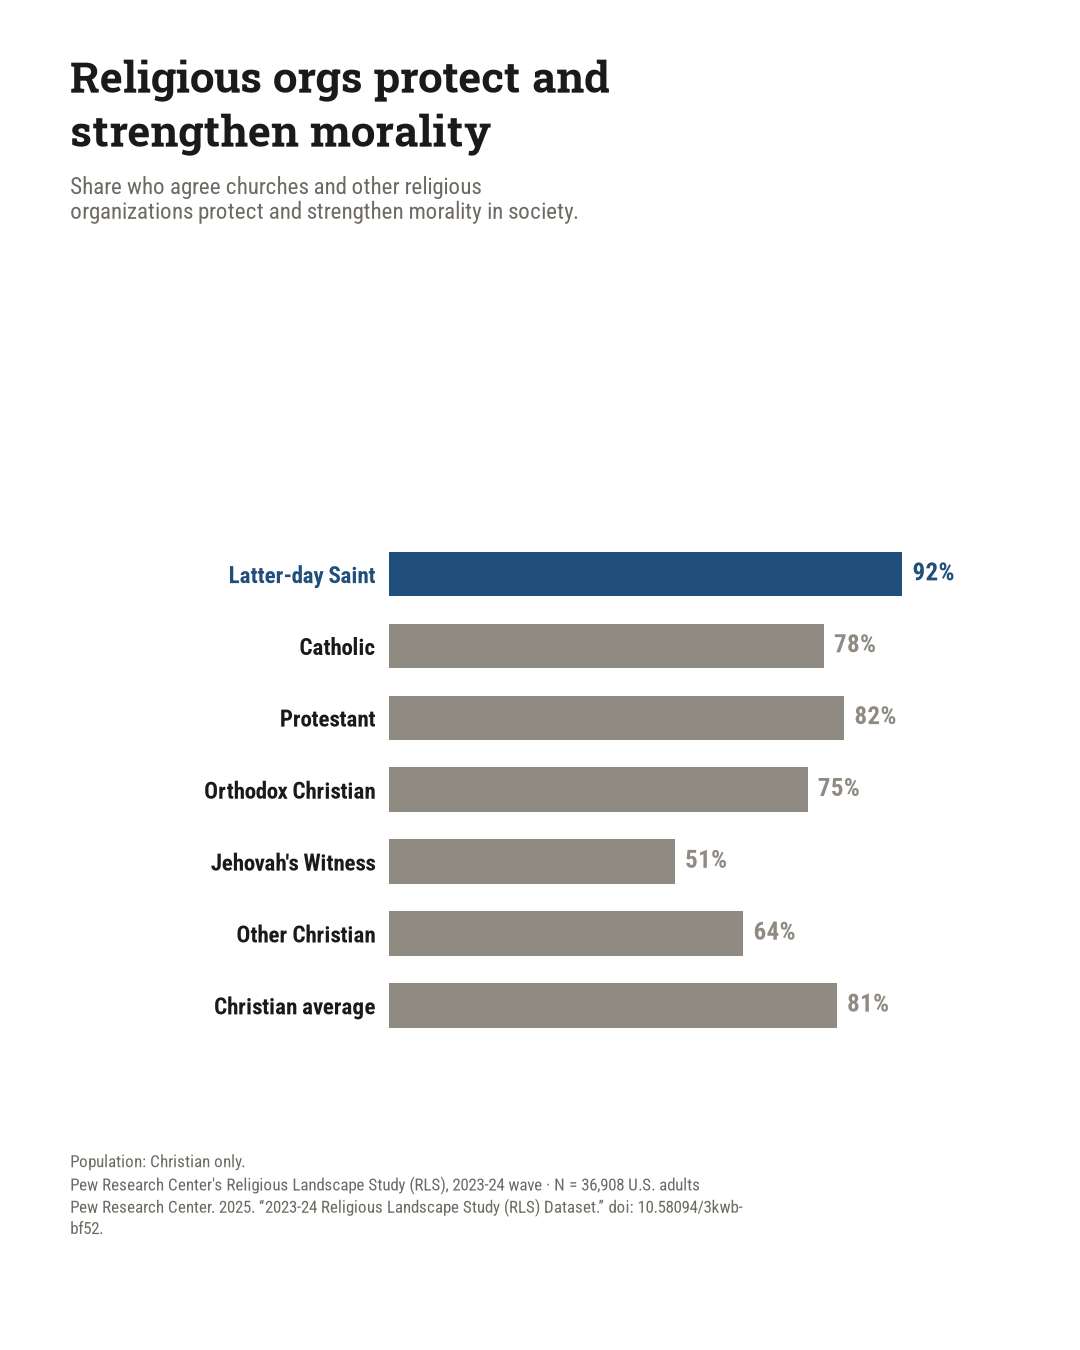 Religious orgs protect and
strengthen morality
Share who agree churches and other religious
organizations protect and strengthen morality in society.
Latter-day Saint 92%
Catholic 78%
Protestant 82%
Orthodox Christian 75%
Jehovah's Witness 51%
Other Christian 64%
Christian average 81%
Population: Christian only.
Pew Research Center's Religious Landscape Study (RLS), 2023-24 wave · N = 36,908 U.S. adults
Pew Research Center. 2025. “2023-24 Religious Landscape Study (RLS) Dataset.” doi: 10.58094/3kwb-
bf52.